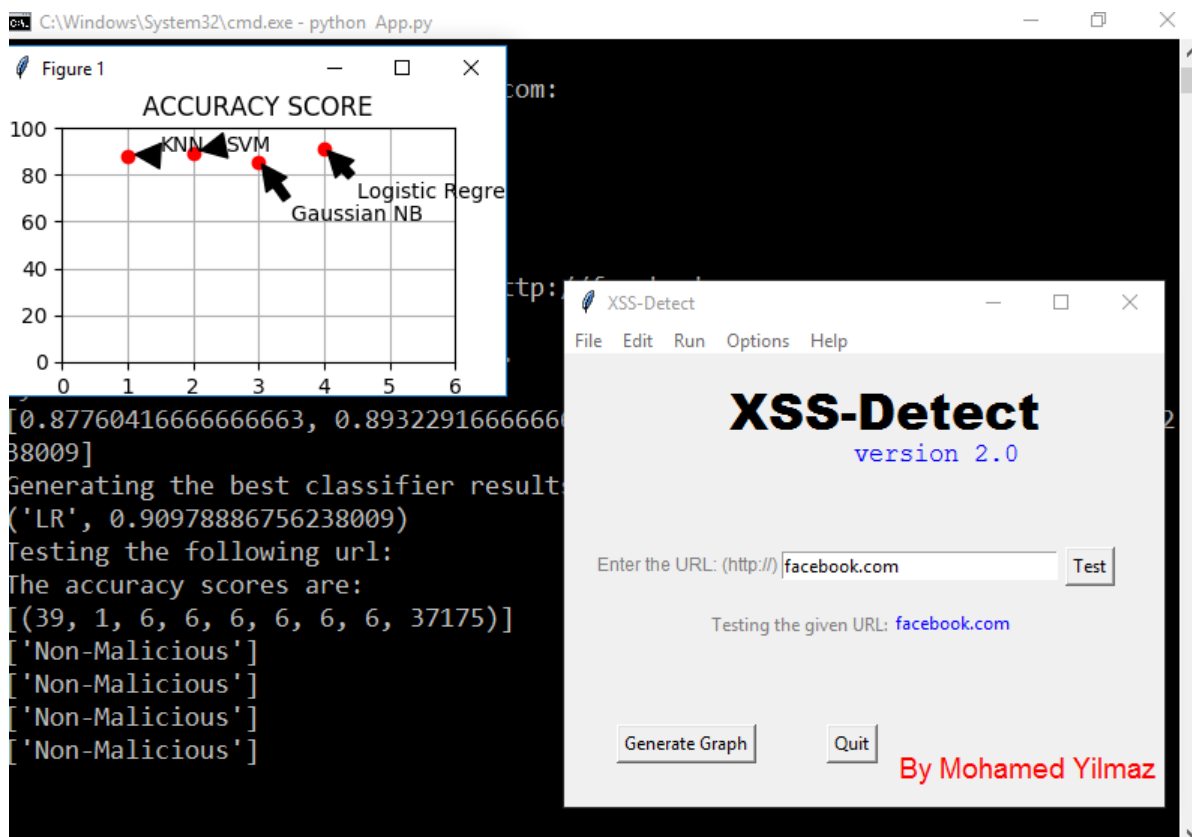 C:\Windows\System32\cmd.exe - python App.py
Figure 1
ACCURACY SCORE
100
80
60
40
20
0
0 1 2 3 4 5 6
KNN
SVM
Logistic Regre
Gaussian NB
com:
[0.87760416666666663, 0.8932291666666
2
38009]
Generating the best classifier results
('LR', 0.90978886756238009)
Testing the following url:
The accuracy scores are:
[(39, 1, 6, 6, 6, 6, 6, 6, 37175)]
['Non-Malicious']
['Non-Malicious']
['Non-Malicious']
['Non-Malicious']
XSS-Detect
File Edit Run Options Help
XSS-Detect
version 2.0
Enter the URL: (http://) facebook.com Test
Testing the given URL: facebook.com
Generate Graph Quit
By Mohamed Yilmaz